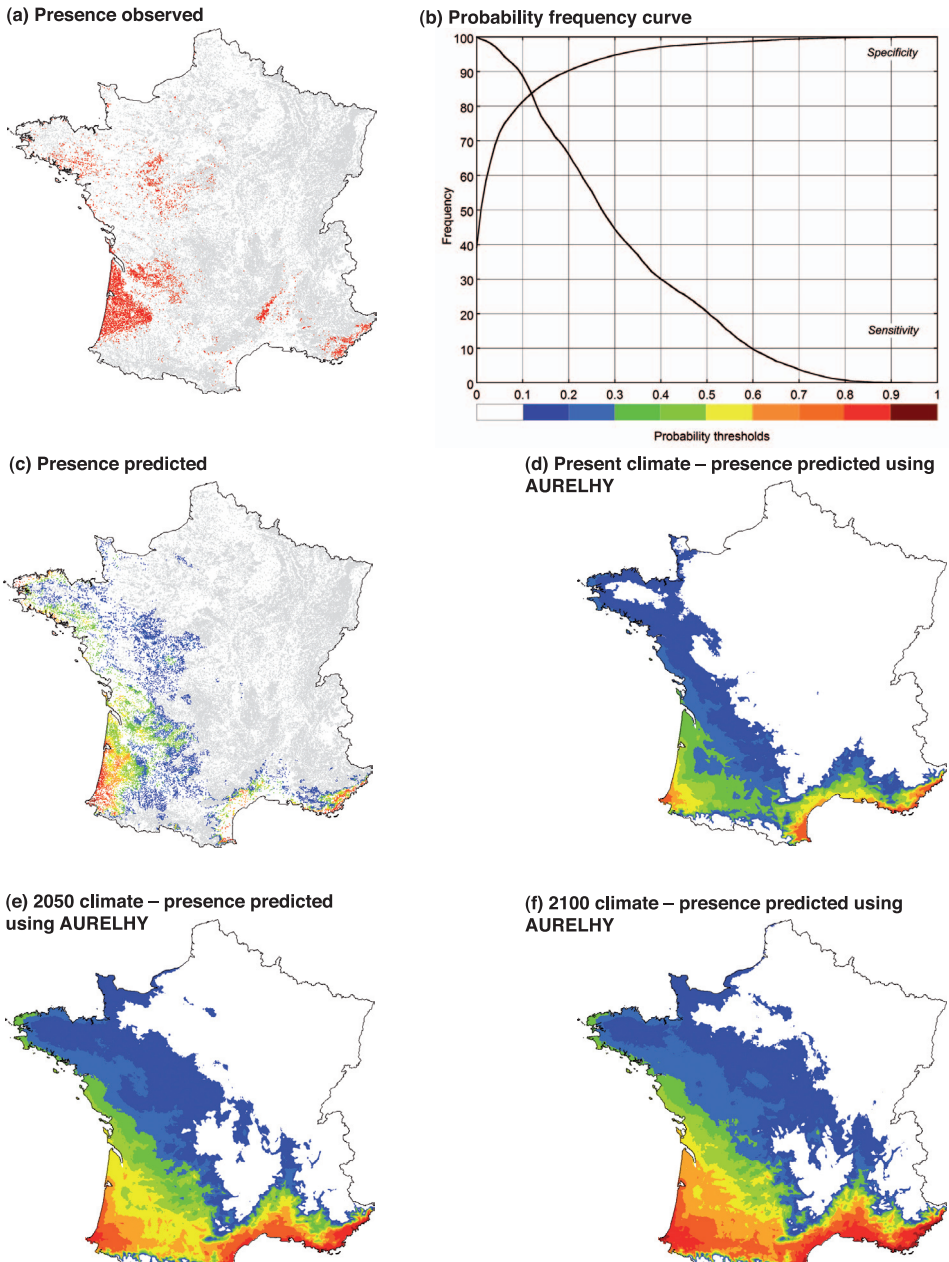 (a) Presence observed
(b) Probability frequency curve
100
90
80
70
60
50
40
30
20
10
0
Frequency
Specificity
Sensitivity
0 0.1 0.2 0.3 0.4 0.5 0.6 0.7 0.8 0.9 1
Probability thresholds
(c) Presence predicted
(d) Present climate – presence predicted using
AURELHY
(e) 2050 climate – presence predicted
using AURELHY
(f) 2100 climate – presence predicted using
AURELHY